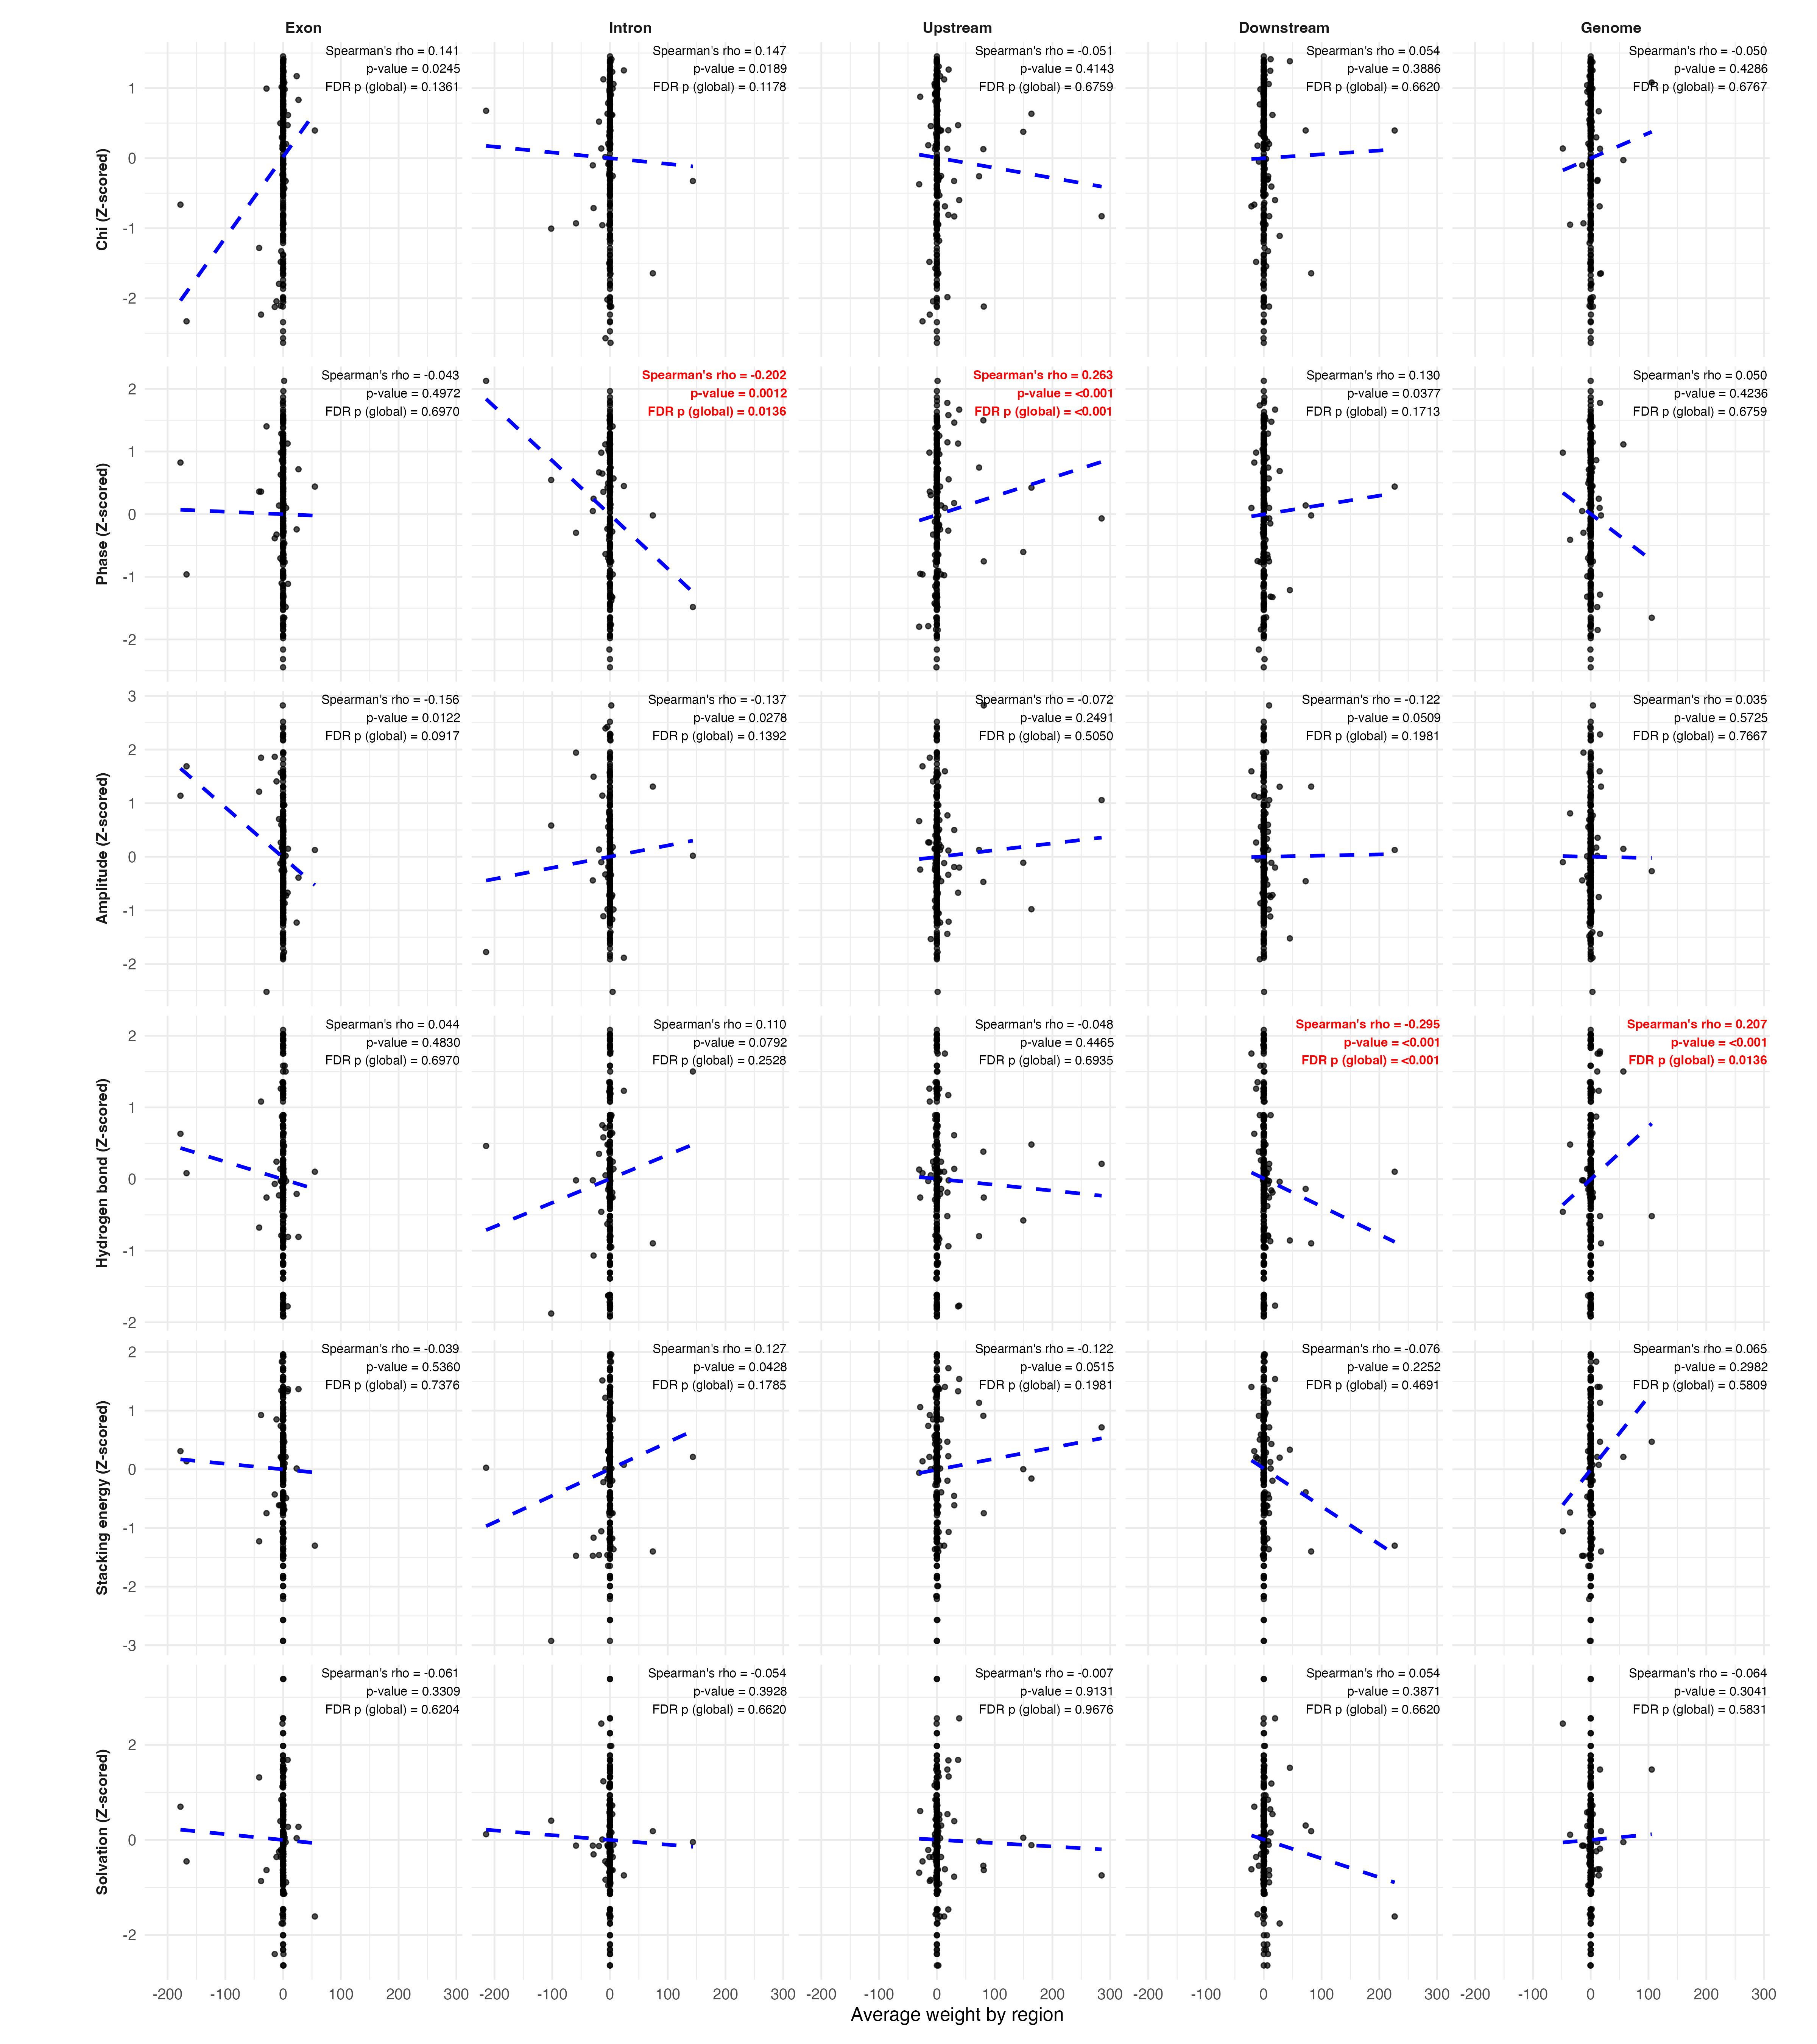 Exon Intron Upstream Downstream Genome
Chi (Z-scored)
1
0
-1
-2
Spearman's rho = 0.141
p-value = 0.0245
FDR p (global) = 0.1361
Spearman's rho = 0.147
p-value = 0.0189
FDR p (global) = 0.1178
Spearman's rho = -0.051
p-value = 0.4143
FDR p (global) = 0.6759
Spearman's rho = 0.054
p-value = 0.3886
FDR p (global) = 0.6620
Spearman's rho = -0.050
p-value = 0.4286
FDR p (global) = 0.6767
Phase (Z-scored)
2
1
0
-1
-2
Spearman's rho = -0.043
p-value = 0.4972
FDR p (global) = 0.6970
Spearman's rho = -0.202
p-value = 0.0012
FDR p (global) = 0.0136
Spearman's rho = 0.263
p-value = <0.001
FDR p (global) = <0.001
Spearman's rho = 0.130
p-value = 0.0377
FDR p (global) = 0.1713
Spearman's rho = 0.050
p-value = 0.4236
FDR p (global) = 0.6759
Amplitude (Z-scored)
3
2
1
0
-1
-2
Spearman's rho = -0.156
p-value = 0.0122
FDR p (global) = 0.0917
Spearman's rho = -0.137
p-value = 0.0278
FDR p (global) = 0.1392
Spearman's rho = -0.072
p-value = 0.2491
FDR p (global) = 0.5050
Spearman's rho = -0.122
p-value = 0.0509
FDR p (global) = 0.1981
Spearman's rho = 0.035
p-value = 0.5725
FDR p (global) = 0.7667
Hydrogen bond (Z-scored)
2
1
0
-1
-2
Spearman's rho = 0.044
p-value = 0.4830
FDR p (global) = 0.6970
Spearman's rho = 0.110
p-value = 0.0792
FDR p (global) = 0.2528
Spearman's rho = -0.048
p-value = 0.4465
FDR p (global) = 0.6935
Spearman's rho = -0.295
p-value = <0.001
FDR p (global) = <0.001
Spearman's rho = 0.207
p-value = <0.001
FDR p (global) = 0.0136
Stacking energy (Z-scored)
2
1
0
-1
-2
-3
Spearman's rho = -0.039
p-value = 0.5360
FDR p (global) = 0.7376
Spearman's rho = 0.127
p-value = 0.0428
FDR p (global) = 0.1785
Spearman's rho = -0.122
p-value = 0.0515
FDR p (global) = 0.1981
Spearman's rho = -0.076
p-value = 0.2252
FDR p (global) = 0.4691
Spearman's rho = 0.065
p-value = 0.2982
FDR p (global) = 0.5809
Solvation (Z-scored)
2
0
-2
Spearman's rho = -0.061
p-value = 0.3309
FDR p (global) = 0.6204
Spearman's rho = -0.054
p-value = 0.3928
FDR p (global) = 0.6620
Spearman's rho = -0.007
p-value = 0.9131
FDR p (global) = 0.9676
Spearman's rho = 0.054
p-value = 0.3871
FDR p (global) = 0.6620
Spearman's rho = -0.064
p-value = 0.3041
FDR p (global) = 0.5831
-200 -100 0 100 200 300 -200 -100 0 100 200 300 -200 -100 0 100 200 300 -200 -100 0 100 200 300 -200 -100 0 100 200 300
Average weight by region